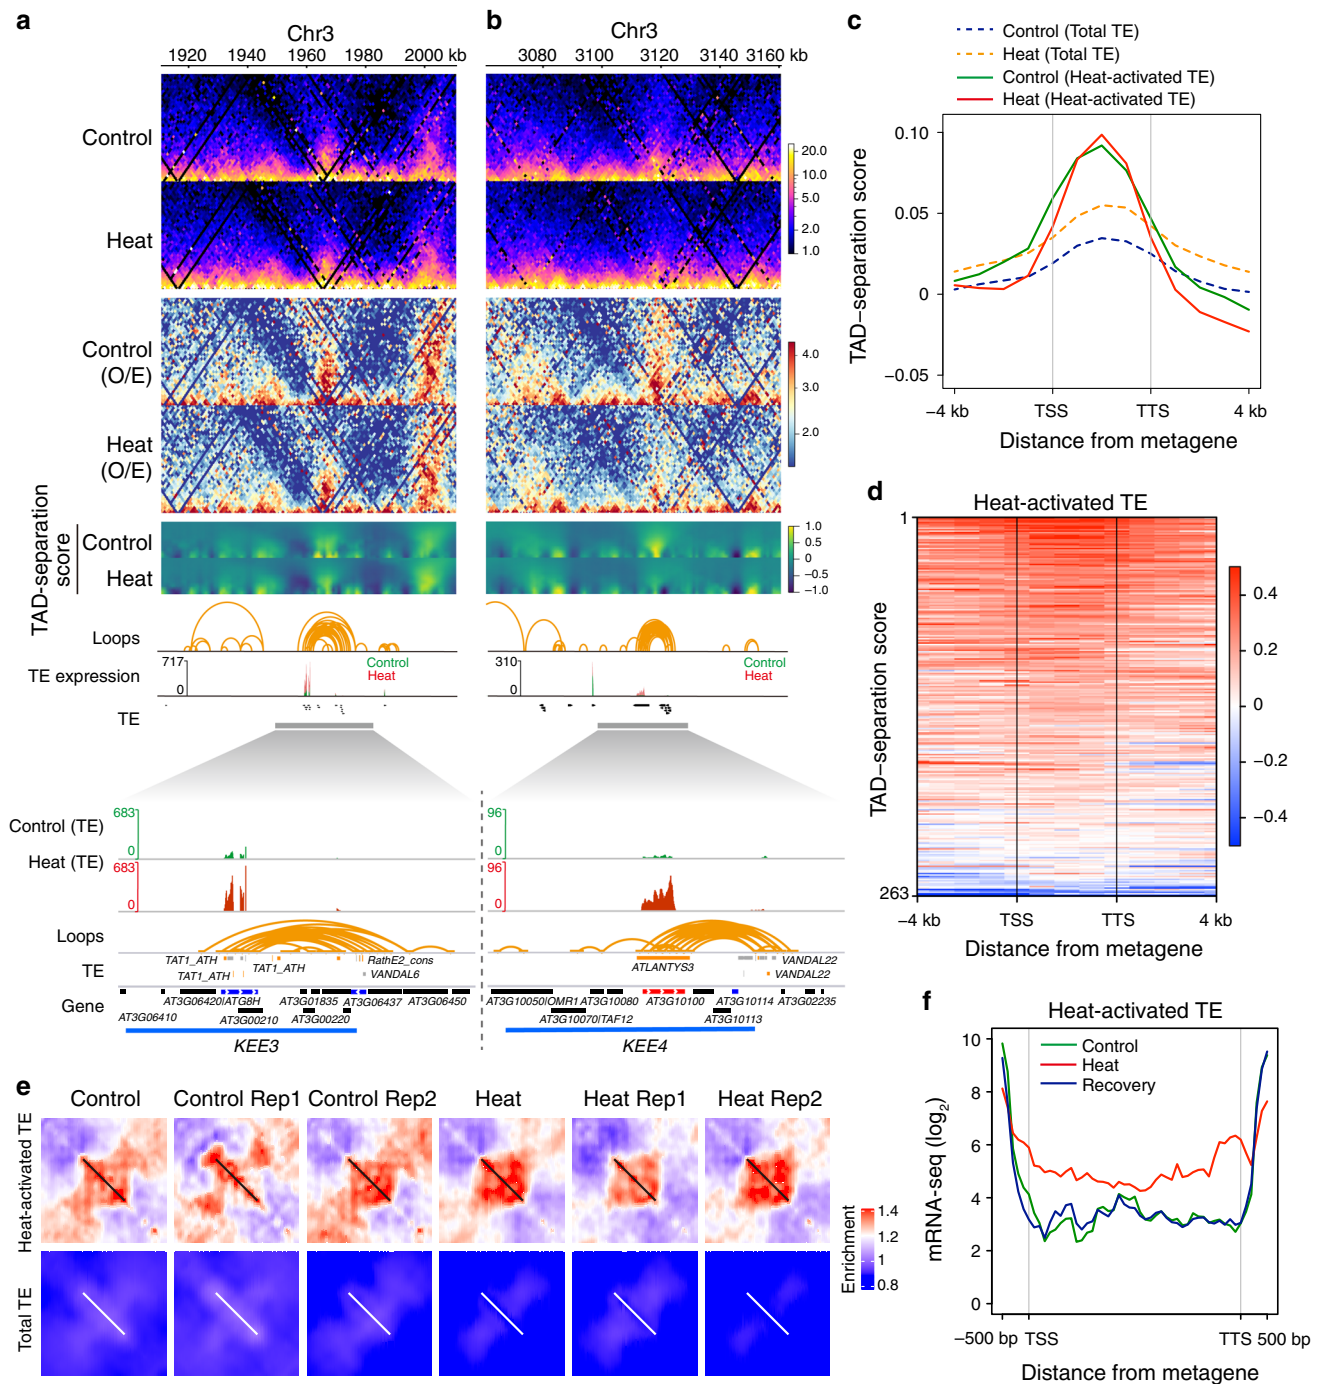 a
Chr3
1920 1940 1960 1980 2000 kb
b
Chr3
3080 3100 3120 3140 3160 kb
Control
Heat
20.0
10.0
5.0
2.0
1.0
Control
(O/E)
Heat
(O/E)
4.0
3.0
2.0
TAD-separation
score
Control
Heat
1.0
0.5
0
−0.5
−1.0
Loops
TE expression
717
0
Control
Heat
310
0
Control
Heat
TE
Control (TE)
683
0
96
0
Heat (TE)
683
0
96
0
Loops
TE
TAT1_ATH
TAT1_ATH
TAT1_ATH
RathE2_cons
VANDAL6
ATLANTYS3
VANDAL22
VANDAL22
Gene
AT3G06420|ATG8H
AT3G01835
AT3G06437
AT3G06450
AT3G06410
AT3G00210
AT3G00220
KEE3
AT3G10050|OMR1
AT3G10080
AT3G10100
AT3G10114
AT3G02235
AT3G10070|TAF12
AT3G10113
KEE4
c
Control (Total TE)
Heat (Total TE)
Control (Heat-activated TE)
Heat (Heat-activated TE)
TAD−separation score
0.10
0.05
0
−0.05
−4 kb TSS TTS 4 kb
Distance from metagene
d
Heat-activated TE
TAD−separation score
1
263
0.4
0.2
0
−0.2
−0.4
−4 kb TSS TTS 4 kb
Distance from metagene
e
Control Control Rep1 Control Rep2 Heat Heat Rep1 Heat Rep2
Heat-activated TE
Total TE
Enrichment
1.4
1.2
1
0.8
f
Heat-activated TE
Control
Heat
Recovery
mRNA-seq (log2)
10
8
6
4
2
0
−500 bp TSS TTS 500 bp
Distance from metagene